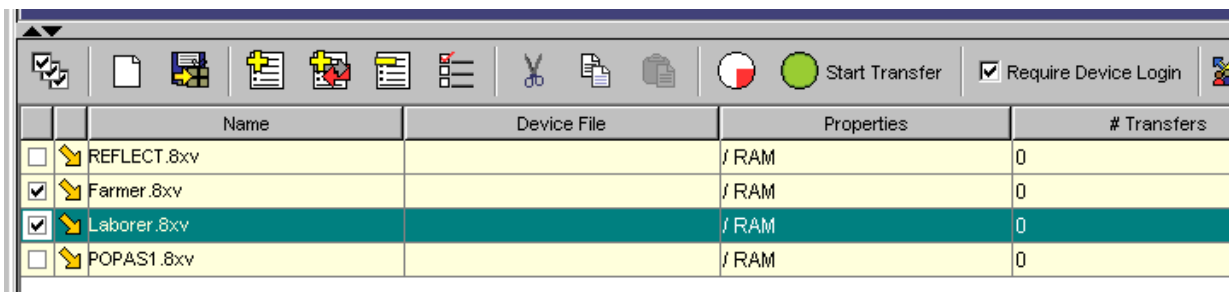 Start Transfer Require Device Login
Name Device File Properties # Transfers
REFLECT.8xv / RAM 0
Farmer.8xv / RAM 0
Laborer.8xv / RAM 0
POPAS1.8xv / RAM 0